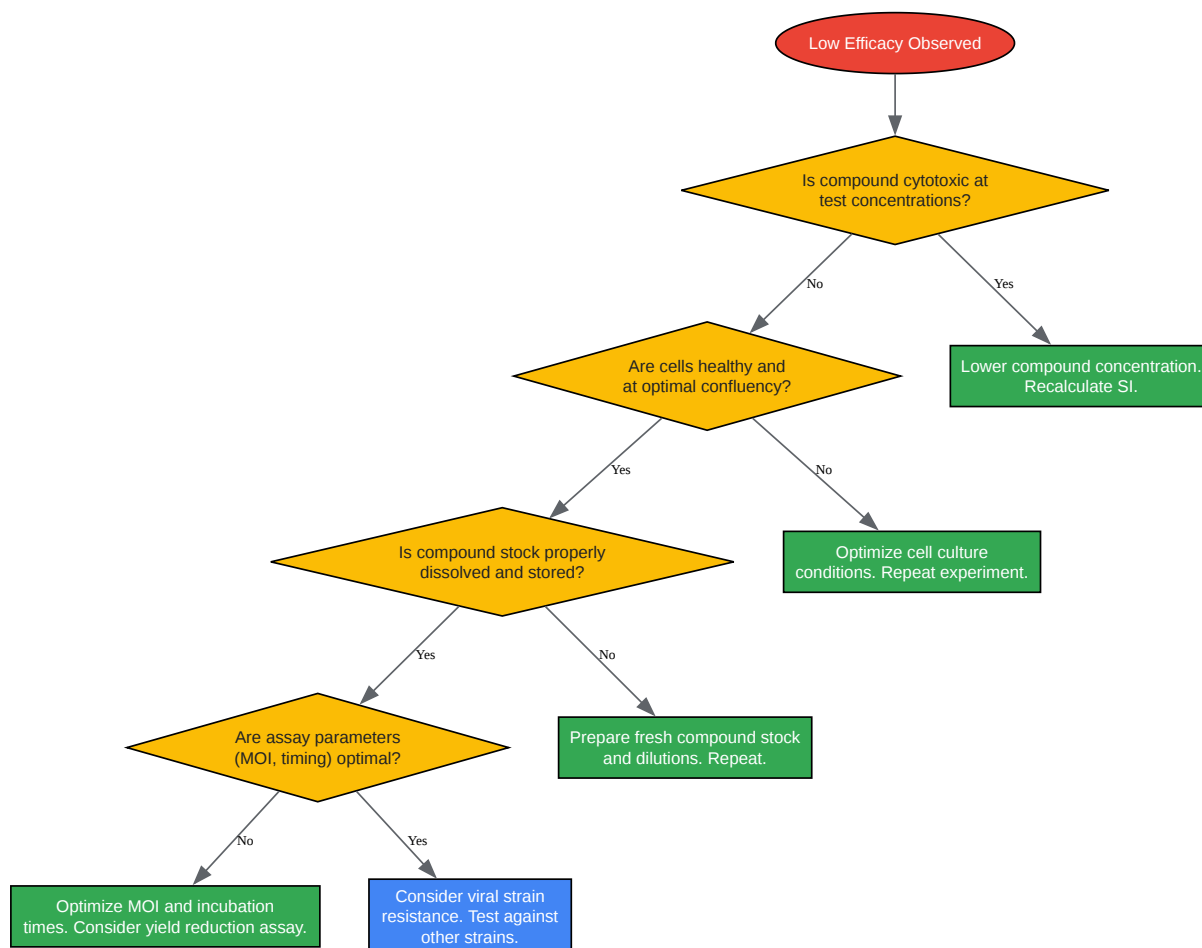 Low Efficacy Observed
Is compound cytotoxic at
test concentrations?
No
Yes
Are cells healthy and
at optimal confluency?
Lower compound concentration.
Recalculate SI.
Yes
No
Is compound stock properly
dissolved and stored?
Optimize cell culture
conditions. Repeat experiment.
Yes
No
Are assay parameters
(MOI, timing) optimal?
Prepare fresh compound stock
and dilutions. Repeat.
No
Yes
Optimize MOI and incubation
times. Consider yield reduction assay.
Consider viral strain
resistance. Test against
other strains.